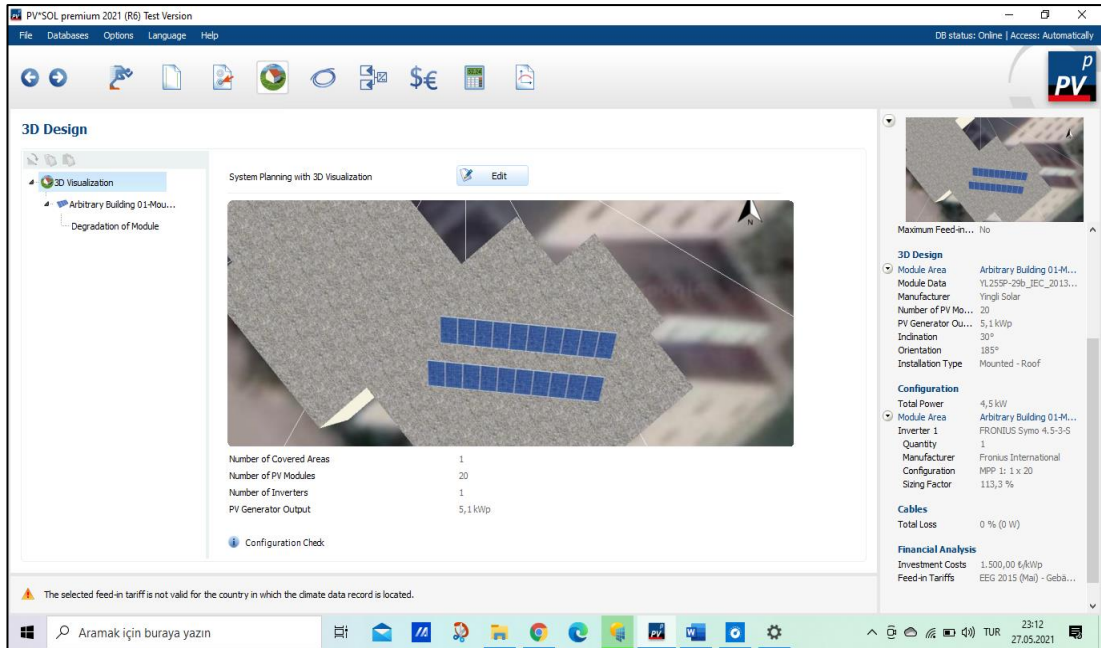 PV*SOL premium 2021 (R6) Test Version
File Databases Options Language Help
DB status: Online | Access: Automatically
$€
p
PV
3D Design
3D Visualization
Arbitrary Building 01-Mou...
Degradation of Module
System Planning with 3D Visualization
Edit
N
Number of Covered Areas 1
Number of PV Modules 20
Number of Inverters 1
PV Generator Output 5,1 kWp
Configuration Check
Maximum Feed-in... No
3D Design
Module Area Arbitrary Building 01-M...
Module Data YL255P-29b_IEC_2013...
Manufacturer Yingli Solar
Number of PV Mo... 20
PV Generator Ou... 5,1 kWp
Inclination 30°
Orientation 185°
Installation Type Mounted - Roof
Configuration
Total Power 4,5 kW
Module Area Arbitrary Building 01-M...
Inverter 1 FRONIUS Symo 4.5-3-S
Quantity 1
Manufacturer Fronius International
Configuration MPP 1: 1 x 20
Sizing Factor 113,3 %
Cables
Total Loss 0 % (0 W)
Financial Analysis
Investment Costs 1.500,00 ₺/kWp
Feed-in Tariffs EEG 2015 (Mai) - Gebä...
The selected feed-in tariff is not valid for the country in which the climate data record is located.
Aramak için buraya yazın
PV
W
TUR
23:12
27.05.2021